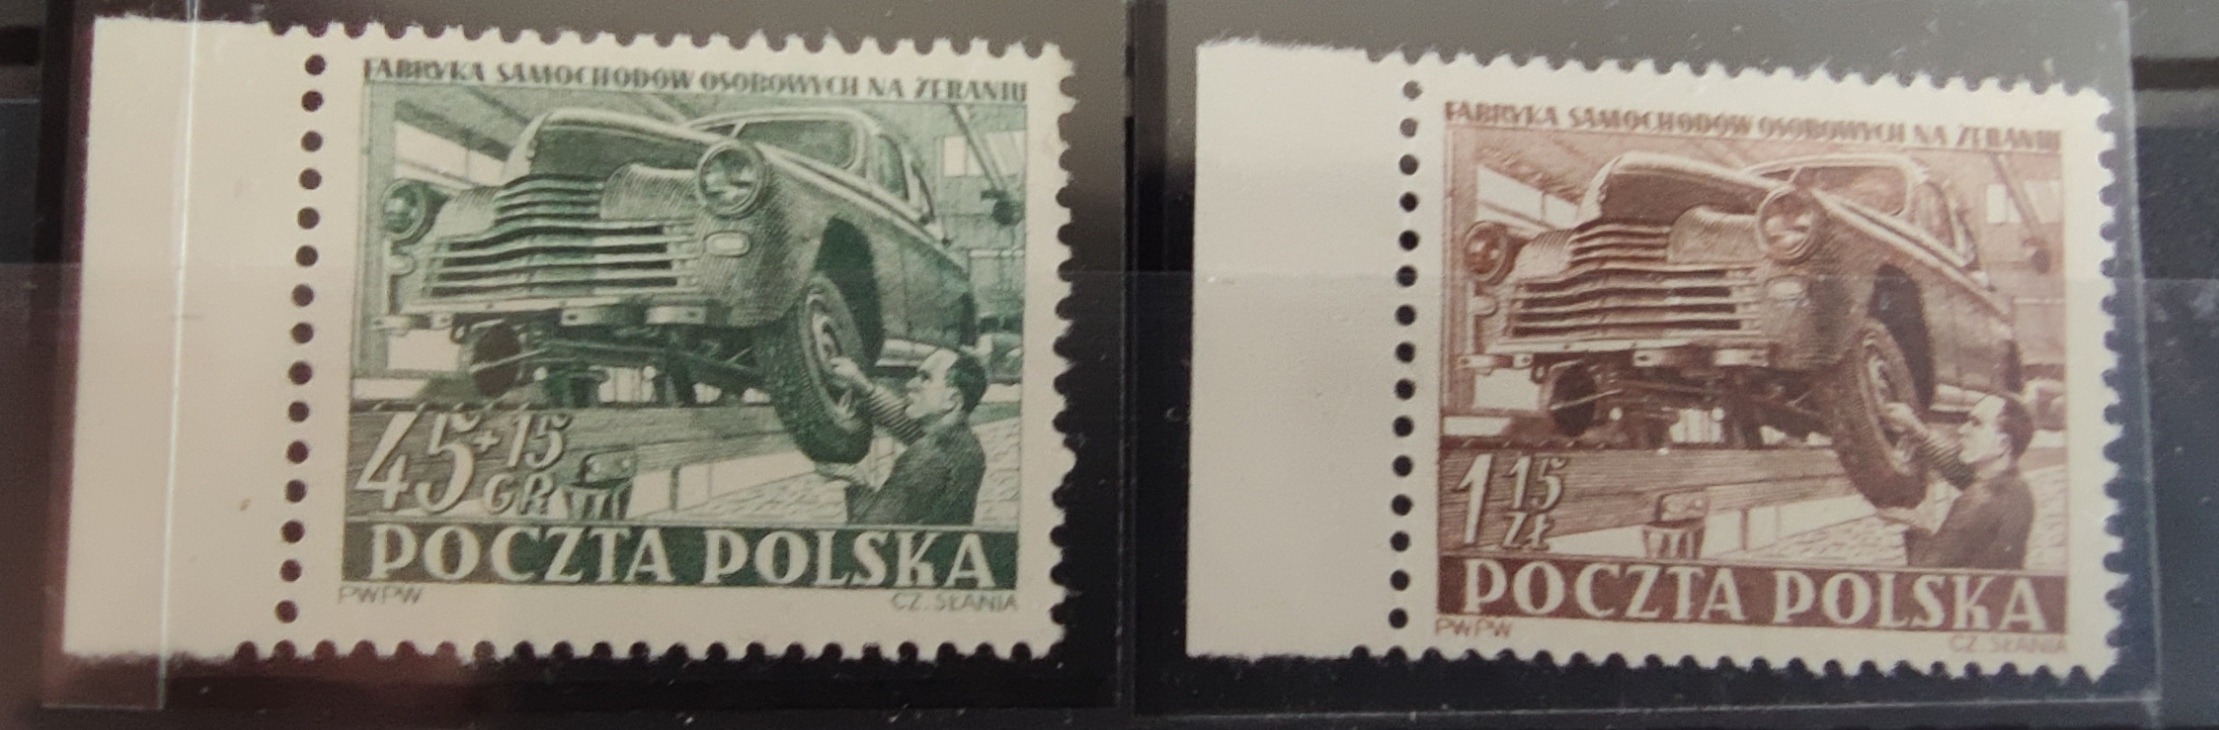 FABRYKA SAMOCHODÓW OSOBOWYCH NA ŻERANIU
45+15
GR
POCZTA POLSKA
PWPW CZ. SŁANIA
FABRYKA SAMOCHODÓW OSOBOWYCH NA ŻERANIU
1 15
ZŁ
POCZTA POLSKA
PWPW CZ. SŁANIA